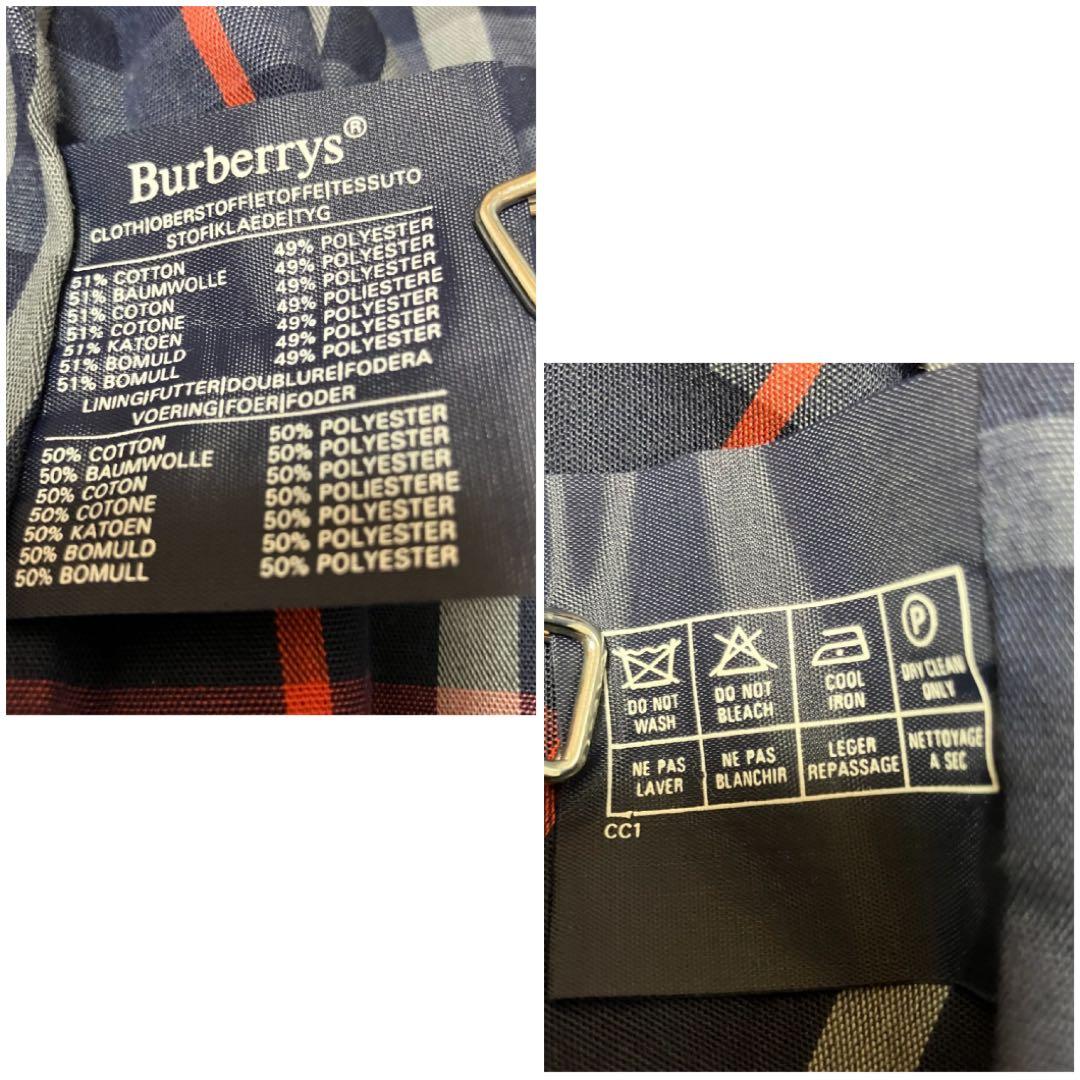 Burberrys®
CLOTH|OBERSTOFF|ETOFFE|TESSUTO
STOF|KLAEDE|TYG
51% COTTON 49% POLYESTER
51% BAUMWOLLE 49% POLYESTER
51% COTON 49% POLYESTER
51% COTONE 49% POLIESTERE
51% KATOEN 49% POLYESTER
51% BOMULD 49% POLYESTER
51% BOMULL 49% POLYESTER
LINING|FUTTER|DOUBLURE|FODERA
VOERING|FOER|FODER
50% COTTON 50% POLYESTER
50% BAUMWOLLE 50% POLYESTER
50% COTON 50% POLYESTER
50% COTONE 50% POLIESTERE
50% KATOEN 50% POLYESTER
50% BOMULD 50% POLYESTER
50% BOMULL 50% POLYESTER
DO NOT
WASH
DO NOT
BLEACH
COOL
IRON
P
DRY CLEAN
ONLY
NE PAS
LAVER
NE PAS
BLANCHIR
LEGER
REPASSAGE
NETTOYAGE
A SEC
CC1